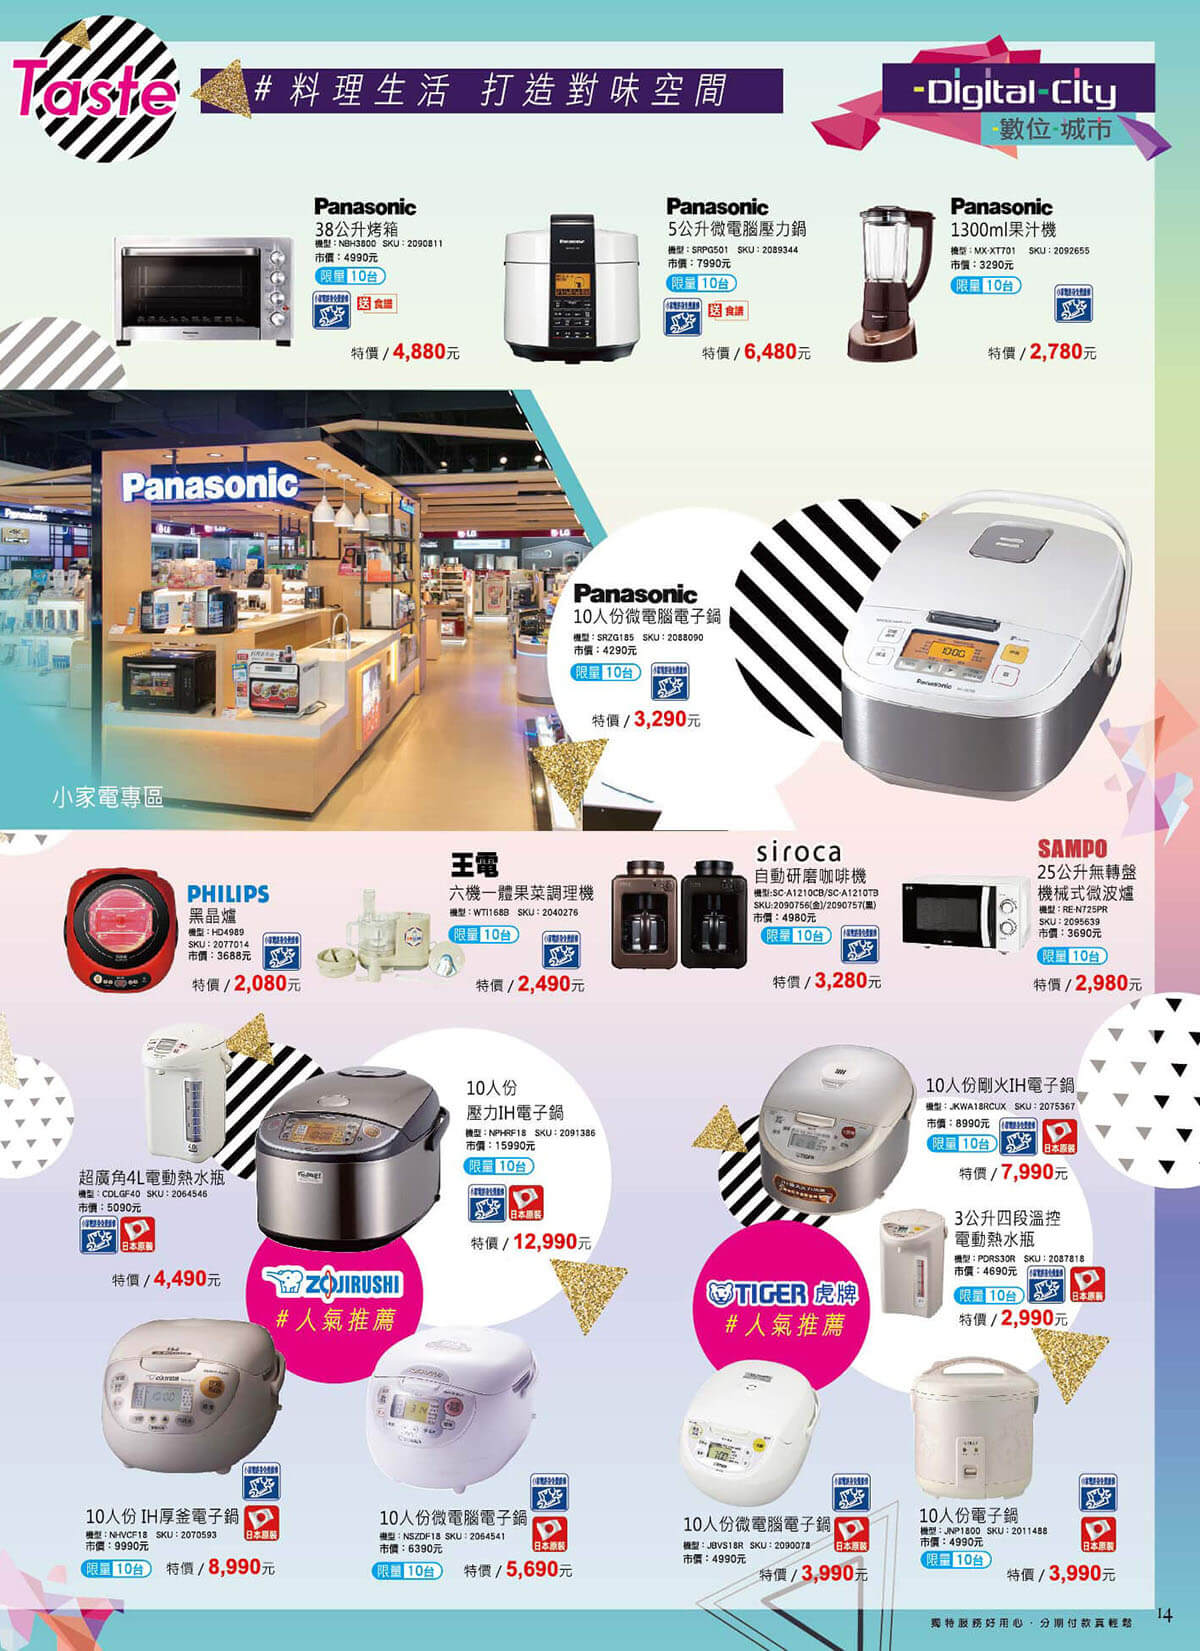 Taste
#料理生活 打造對味空間
Digital City
數位 城市
Panasonic
38公升烤箱
機型：NBH3800 SKU：2090811
市價：4990元
限量 10台
送 食譜
特價 / 4,880元
Panasonic
5公升微電腦壓力鍋
機型：SRPG501 SKU：2089344
市價：7990元
限量 10台
送 食譜
特價 / 6,480元
Panasonic
1300ml果汁機
機型：MX-XT701 SKU：2092655
市價：3290元
限量 10台
特價 / 2,780元
Panasonic
Panasonic
LG
LG
小家電專區
Panasonic
10人份微電腦電子鍋
機型：SRZG185 SKU：2088090
市價：4290元
限量 10台
特價 / 3,290元
Panasonic
PHILIPS
黑晶爐
機型：HD4989
SKU：2077014
市價：3688元
特價 / 2,080元
王電
六機一體果菜調理機
機型：WTI168B SKU：2040276
限量 10台
特價 / 2,490元
siroca
自動研磨咖啡機
機型:SC-A1210CB/SC-A1210TB
SKU:2090756(金)/2090757(黑)
市價：4980元
限量 10台
特價 / 3,280元
SAMPO
25公升無轉盤
機械式微波爐
機型：RE-N725PR
SKU：2095639
市價：3690元
限量 10台
特價 / 2,980元
超廣角4L電動熱水瓶
機型：CDLGF40 SKU：2064546
市價：5090元
日本原裝
特價 / 4,490元
10人份
壓力IH電子鍋
機型：NPHRF18 SKU：2091386
市價：15990元
限量 10台
日本原裝
特價 / 12,990元
ZOJIRUSHI
#人氣推薦
10人份剛火IH電子鍋
機型：JKWA18RCUX SKU：2075367
市價：8990元
限量 10台
日本原裝
特價 / 7,990元
3公升四段溫控
電動熱水瓶
機型：PDRS30R SKU：2087818
市價：4690元
限量 10台
日本原裝
特價 / 2,990元
TIGER 虎牌
#人氣推薦
10人份 IH厚釜電子鍋
日本原裝
機型：NHVCF18 SKU：2070593
市價：9990元
限量 10台
特價 / 8,990元
10人份微電腦電子鍋
日本原裝
機型：NSZDF18 SKU：2064541
市價：6390元
限量 10台
特價 / 5,690元
10人份微電腦電子鍋
日本原裝
機型：JBVS18R SKU：2090078
市價：4990元
特價 / 3,990元
10人份電子鍋
日本原裝
機型：JNP1800 SKU：2011488
市價：4990元
限量 10台
特價 / 3,990元
獨特服務好用心・分期付款真輕鬆
14